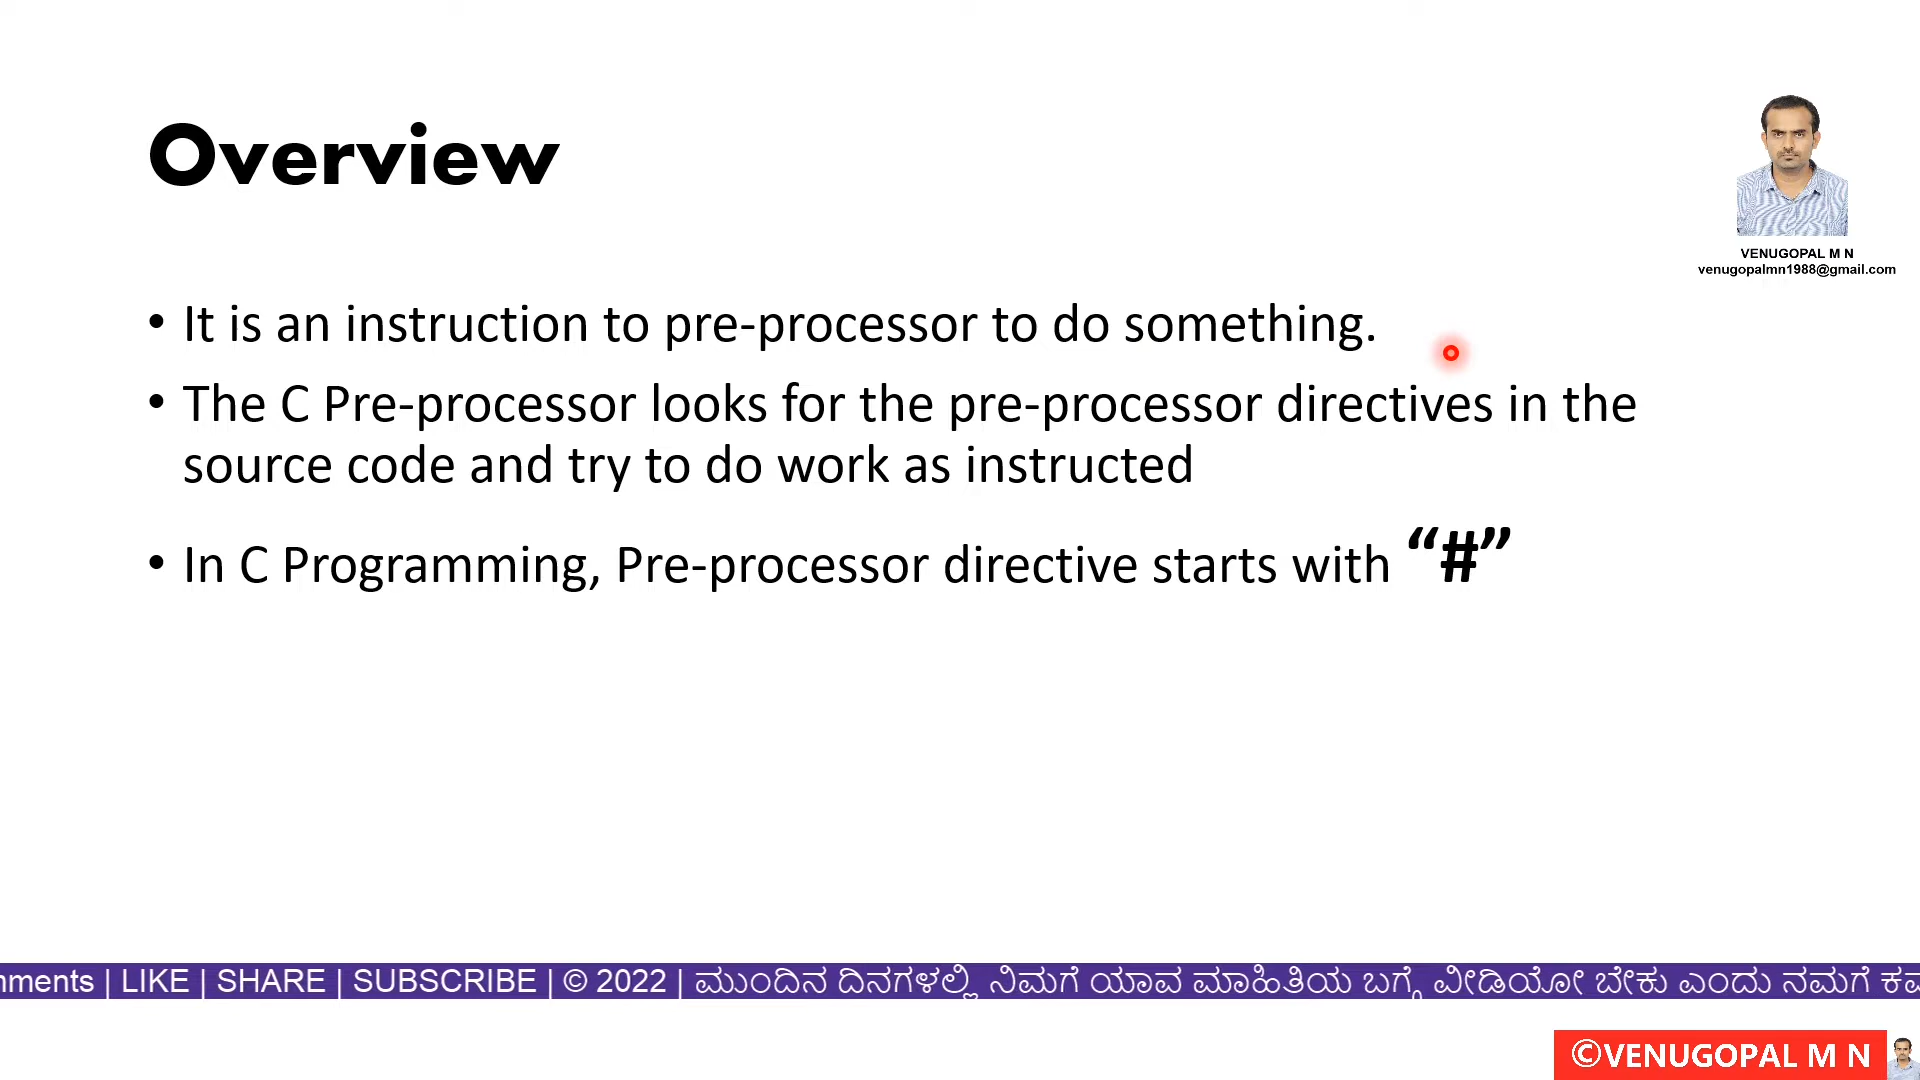 Overview
VENUGOPAL M N
venugopalmn1988@gmail.com
• It is an instruction to pre-processor to do something.
• The C Pre-processor looks for the pre-processor directives in the
source code and try to do work as instructed
• In C Programming, Pre-processor directive starts with “#”
| LIKE | SHARE | SUBSCRIBE | © 2022 | ಮುಂದಿನ ದಿನಗಳಲ್ಲಿ ನಿಮಗೆ ಯಾವ ಮಾಹಿತಿಯ ಬಗ್ಗೆ ವೀಡಿಯೋ ಬೇಕು ಎಂದು ನಮಗೆ
©VENUGOPAL M N